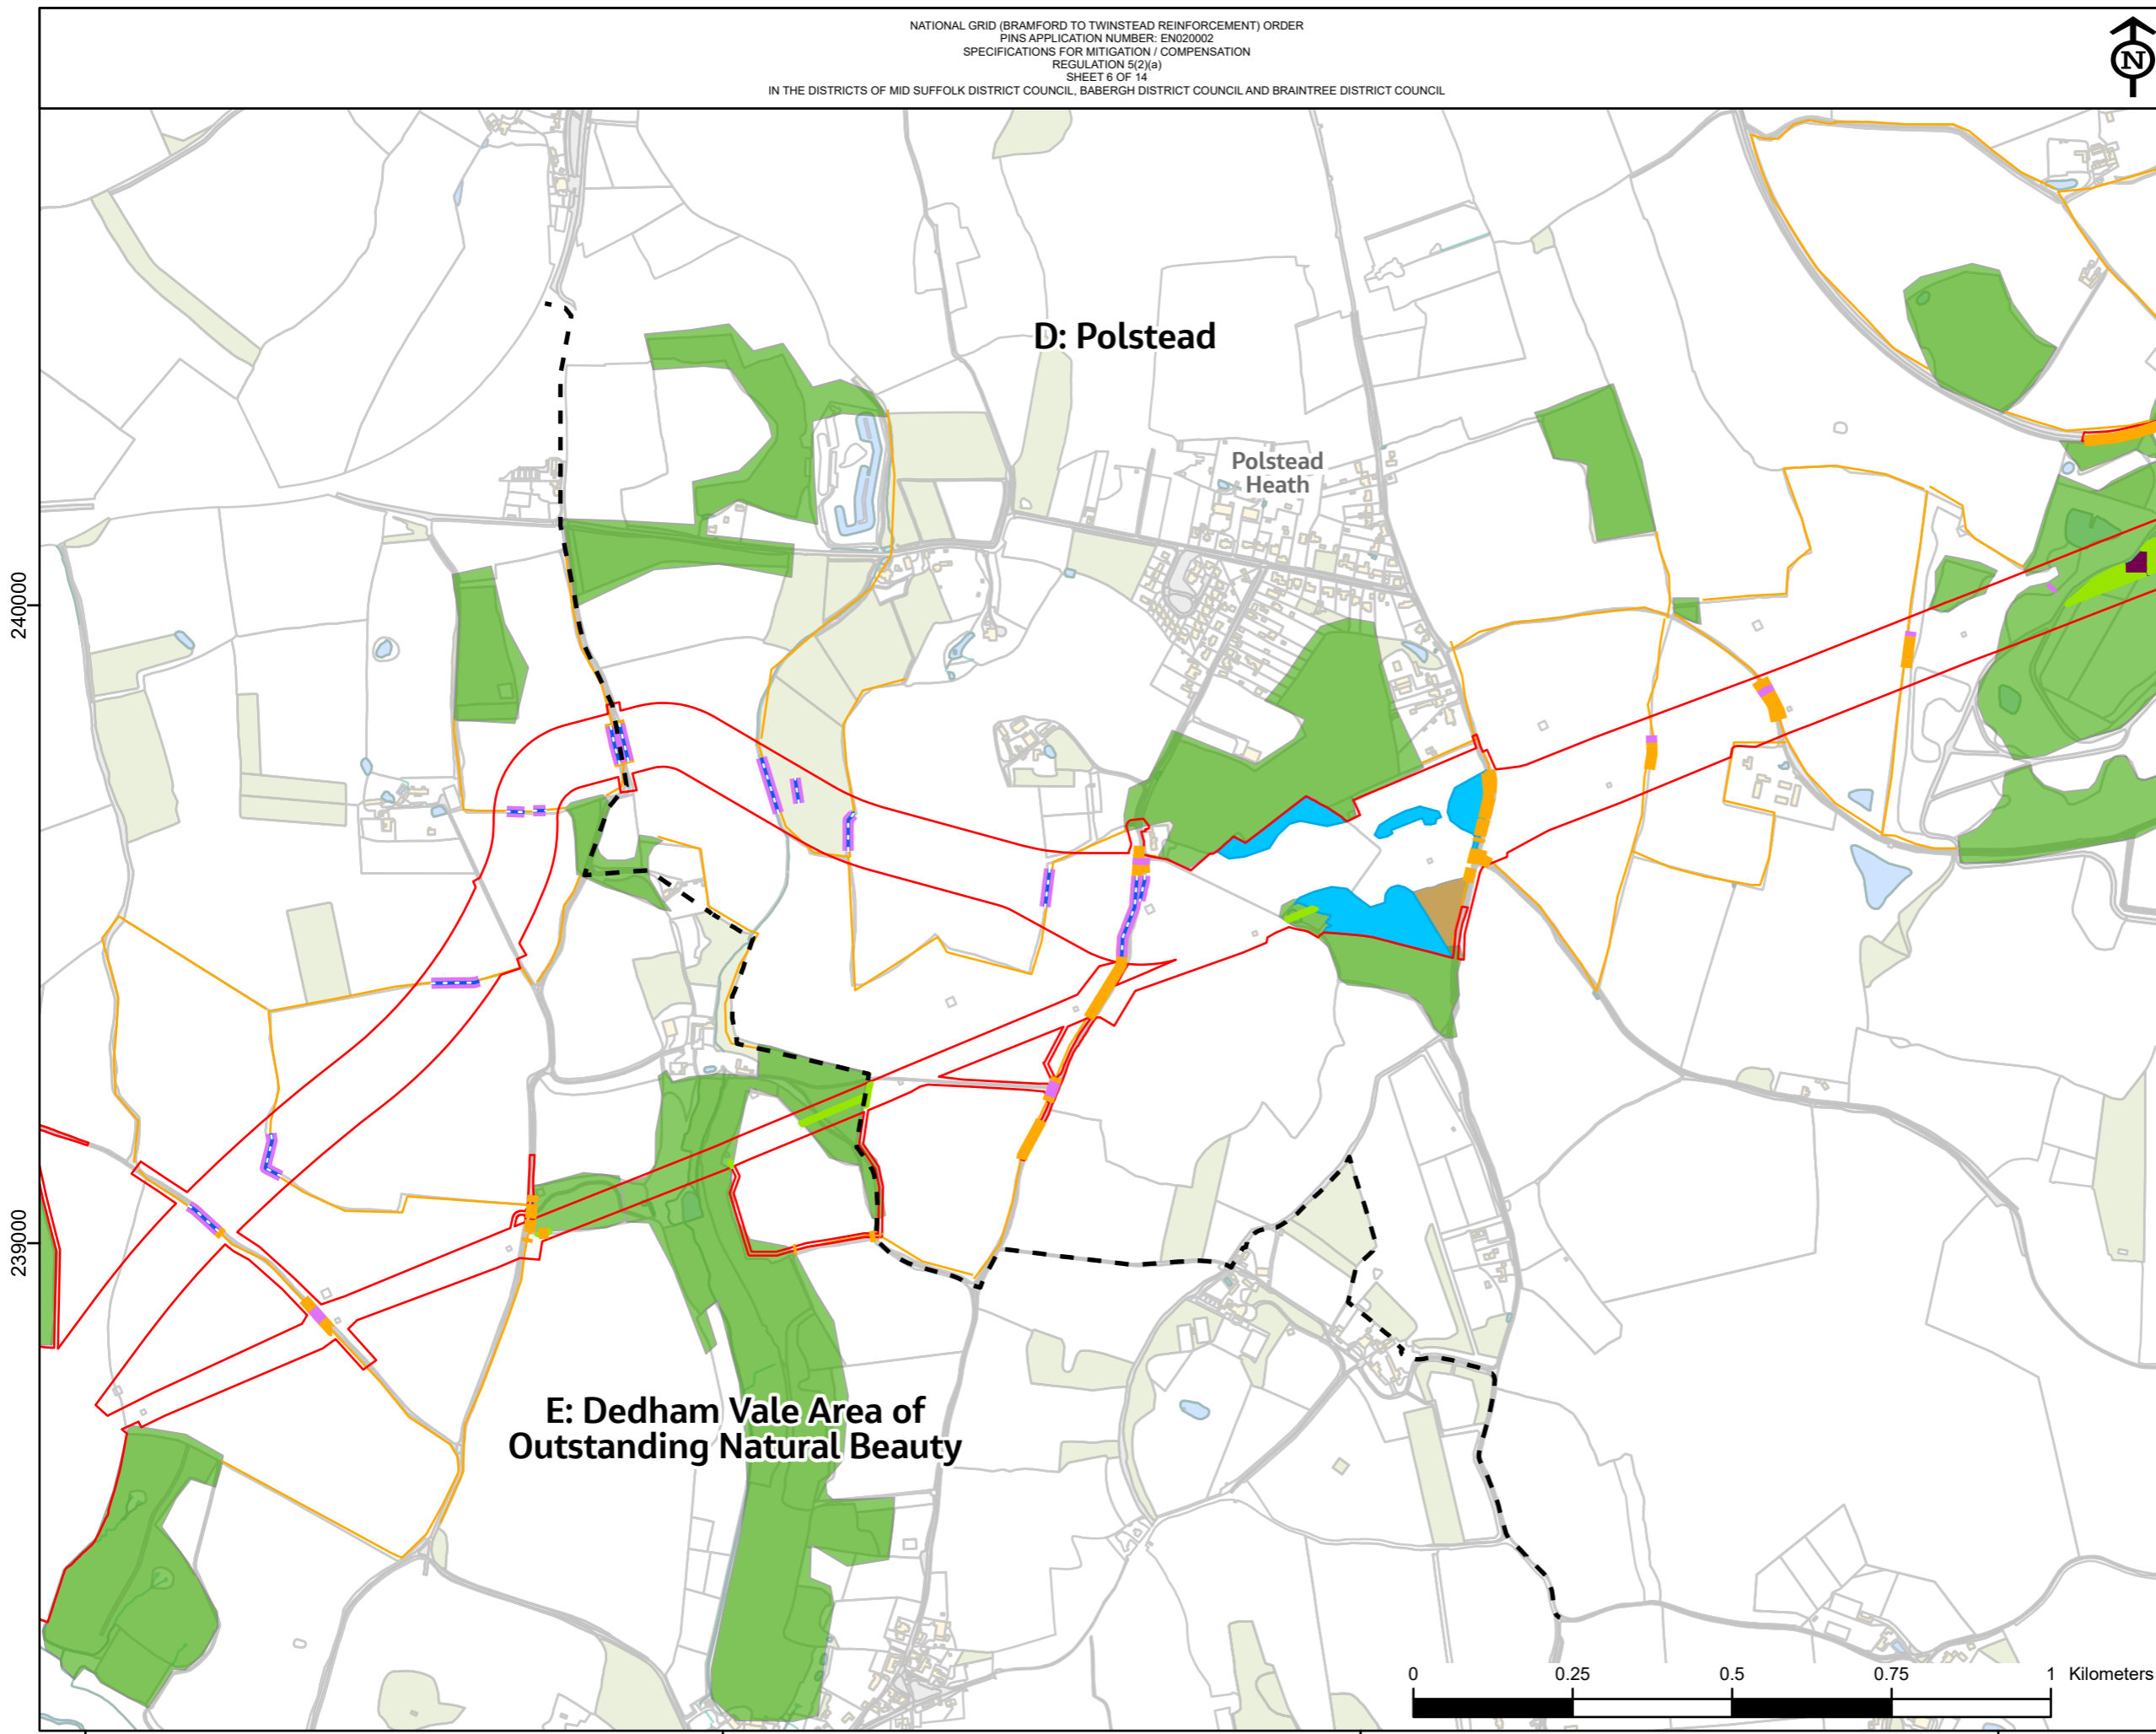 NATIONAL GRID (BRAMFORD TO TWINSTEAD REINFORCEMENT) ORDER
PINS APPLICATION NUMBER: EN020002
SPECIFICATIONS FOR MITIGATION / COMPENSATION
REGULATION 5(2)(a)
SHEET 6 OF 14
IN THE DISTRICTS OF MID SUFFOLK DISTRICT COUNCIL, BABERGH DISTRICT COUNCIL AND BRAINTREE DISTRICT COUNCIL
N
D: Polstead
Polstead
Heath
240000
239000
E: Dedham Vale Area of
Outstanding Natural Beauty
0 0.25 0.5 0.75 1 Kilometers